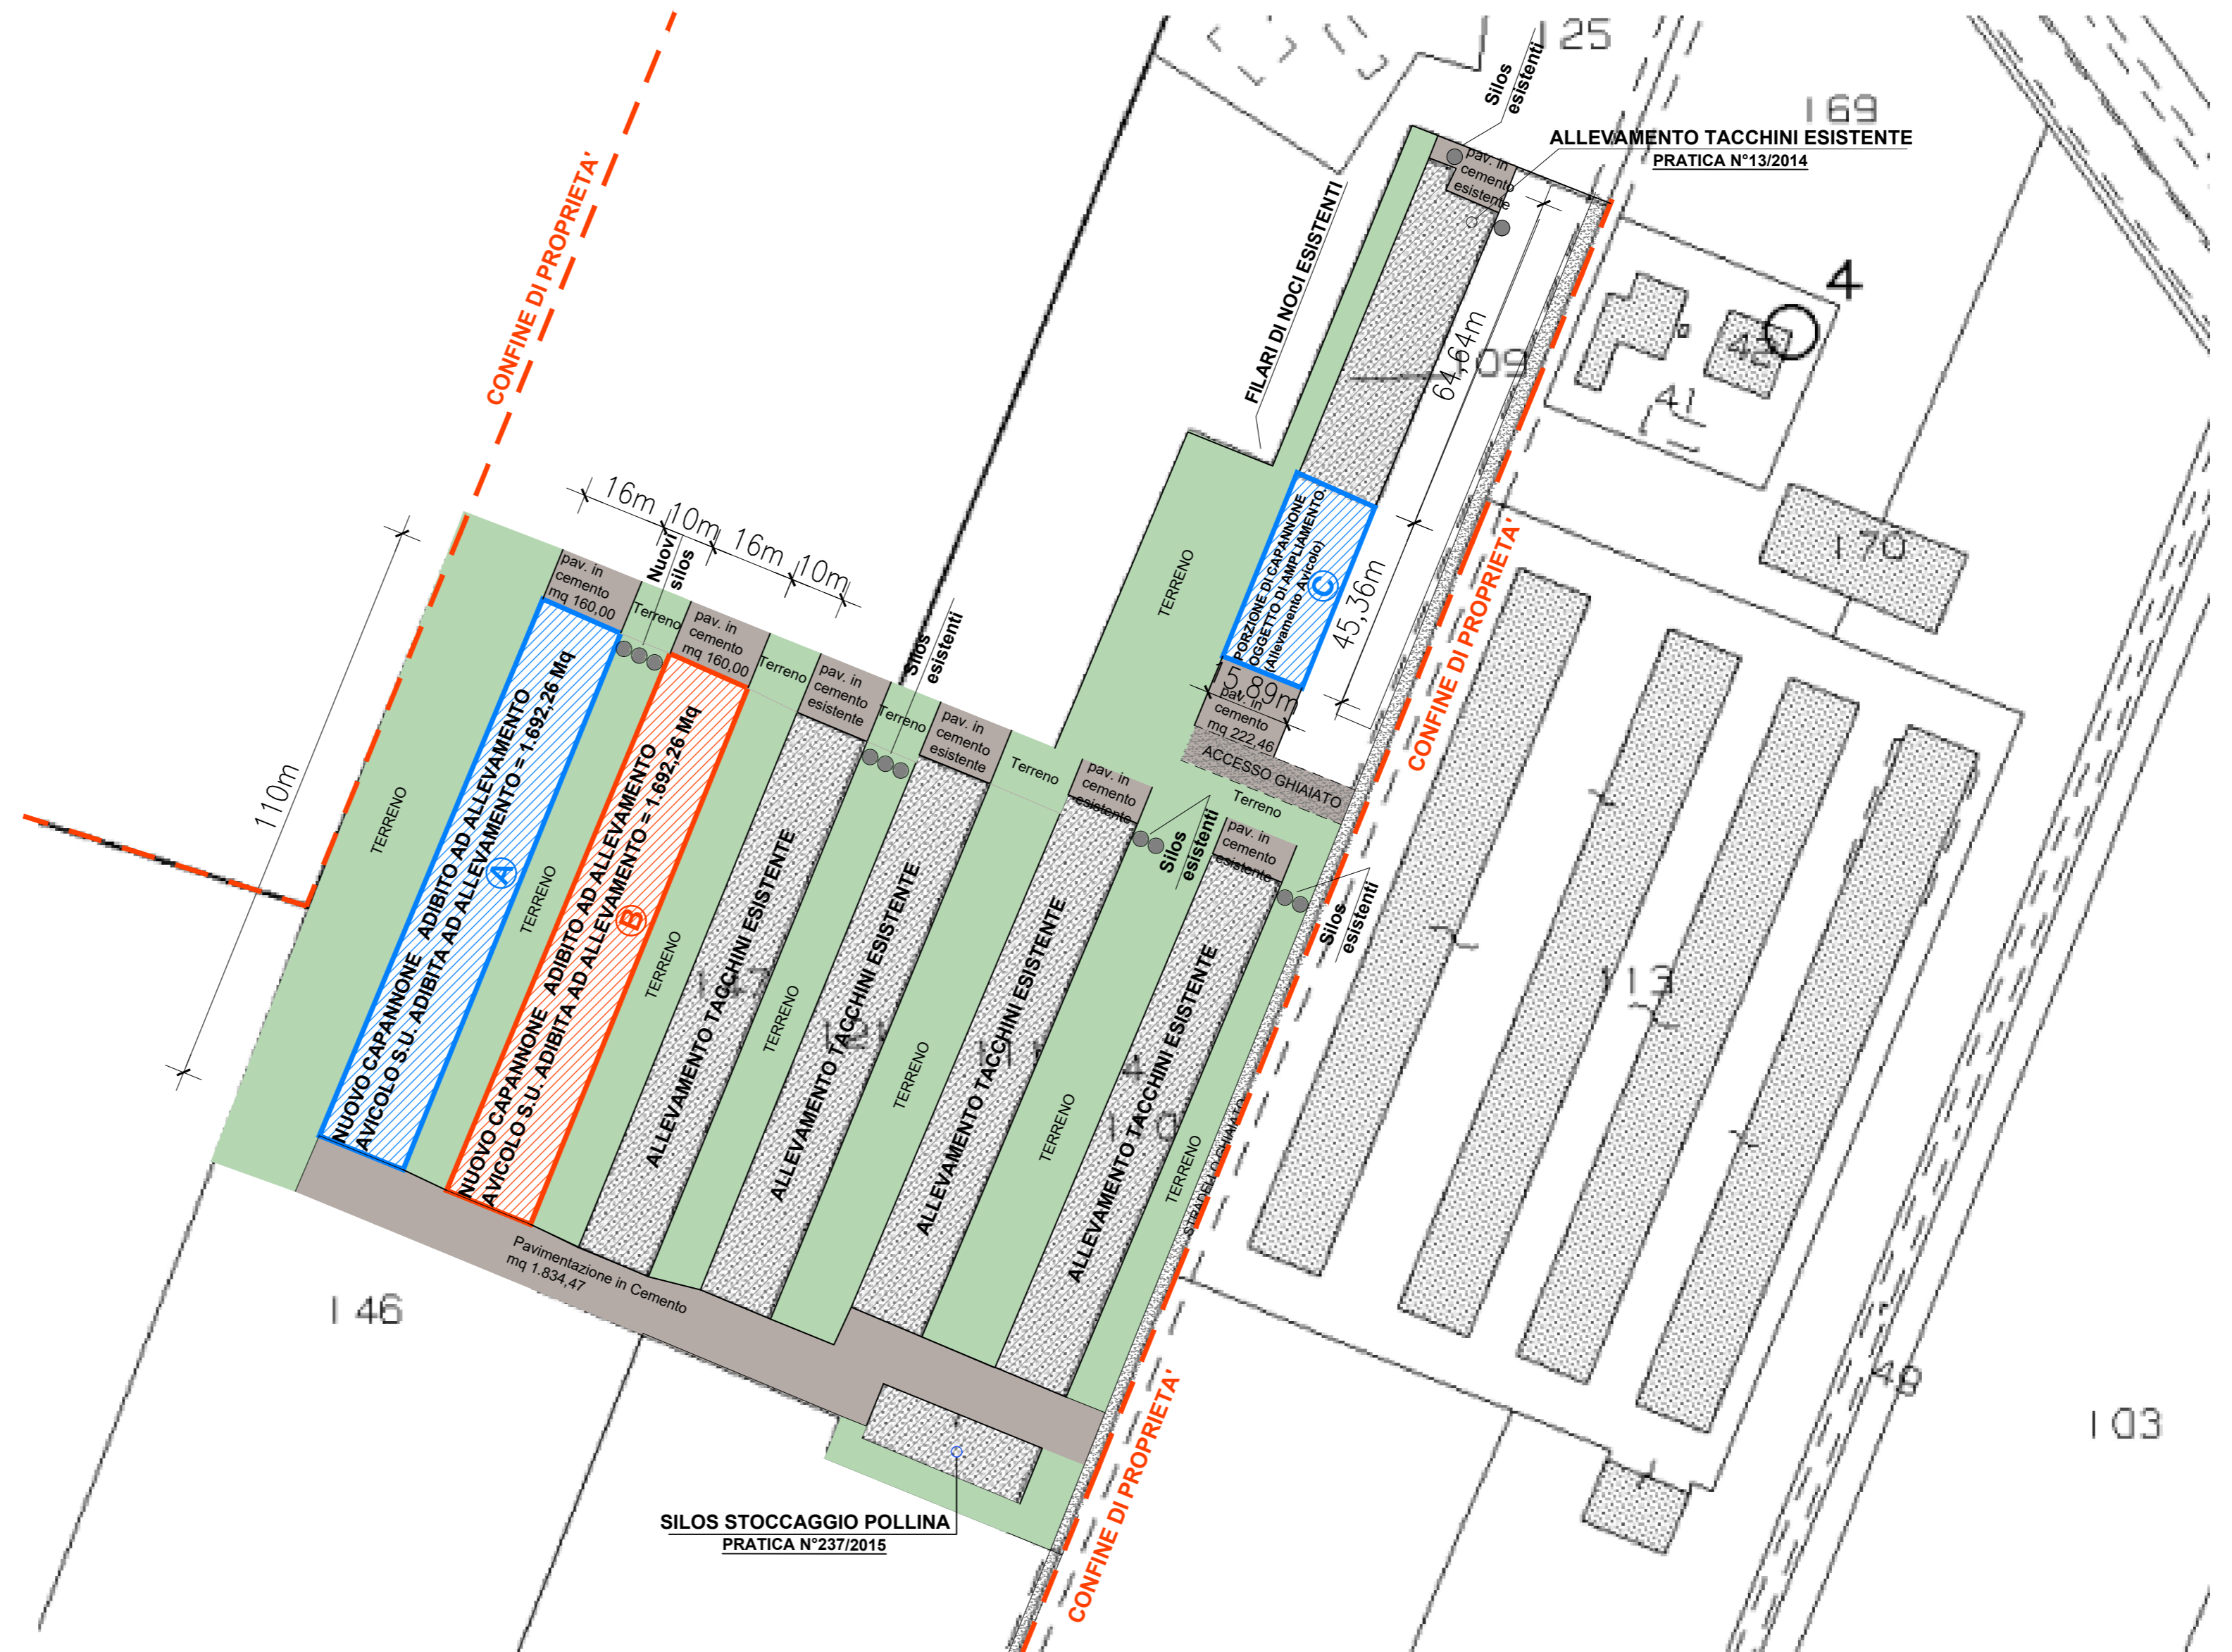 125
169
Silos
esistenti
ALLEVAMENTO TACCHINI ESISTENTE
PRATICA N°13/2014
pav. in
cemento
esistente
CONFINE DI PROPRIETA'
FILARI DI NOCI ESISTENTI
4
42
41
109
64,64m
170
16m
10m
16m
10m
Nuovi
silos
pav. in
cemento
mq 160,00
Terreno
pav. in
cemento
mq 160,00
Terreno
pav. in
cemento
esistente
Terreno
Silos
esistenti
pav. in
cemento
esistente
Terreno
pav. in
cemento
esistente
TERRENO
PORZIONE DI CAPANNONE
OGGETTO DI AMPLIAMENTO.
(Allevamento Avicolo)
C
45,36m
5,89m
pav. in
cemento
mq 222,46
ACCESSO GHIAIATO
Terreno
pav. in
cemento
esistente
Silos
esistenti
Silos
esistenti
CONFINE DI PROPRIETA'
110m
TERRENO
NUOVO CAPANNONE ADIBITO AD ALLEVAMENTO
AVICOLO S.U. ADIBITA AD ALLEVAMENTO = 1.692,26 Mq
A
TERRENO
NUOVO CAPANNONE ADIBITO AD ALLEVAMENTO
AVICOLO S.U. ADIBITA AD ALLEVAMENTO = 1.692,26 Mq
B
TERRENO
ALLEVAMENTO TACCHINI ESISTENTE
147
TERRENO
ALLEVAMENTO TACCHINI ESISTENTE
TERRENO
ALLEVAMENTO TACCHINI ESISTENTE
TERRENO
ALLEVAMENTO TACCHINI ESISTENTE
TERRENO
STRADELLO GHIAIATO
113
Pavimentazione in Cemento
mq 1.834,47
146
48
103
SILOS STOCCAGGIO POLLINA
PRATICA N°237/2015
CONFINE DI PROPRIETA'